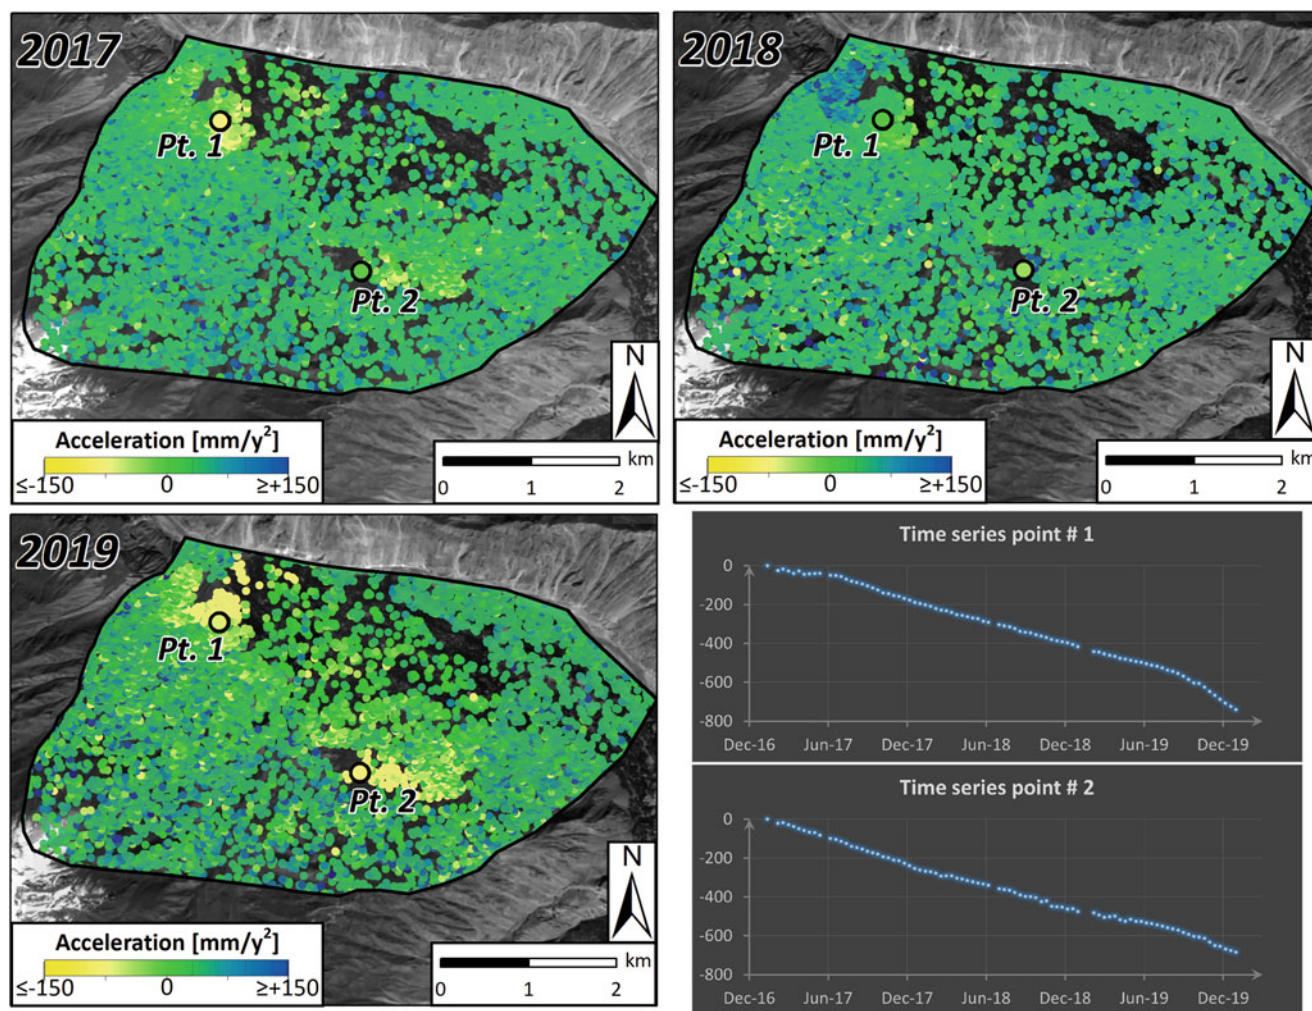 2017
Pt. 1
Pt. 2
N
Acceleration [mm/y²]
≤-150 0 ≥+150
km
0 1 2
2018
Pt. 1
Pt. 2
N
Acceleration [mm/y²]
≤-150 0 ≥+150
km
0 1 2
2019
Pt. 1
Pt. 2
N
Acceleration [mm/y²]
≤-150 0 ≥+150
km
0 1 2
Time series point # 1
0
-200
-400
-600
-800
Dec-16 Jun-17 Dec-17 Jun-18 Dec-18 Jun-19 Dec-19
Time series point # 2
0
-200
-400
-600
-800
Dec-16 Jun-17 Dec-17 Jun-18 Dec-18 Jun-19 Dec-19